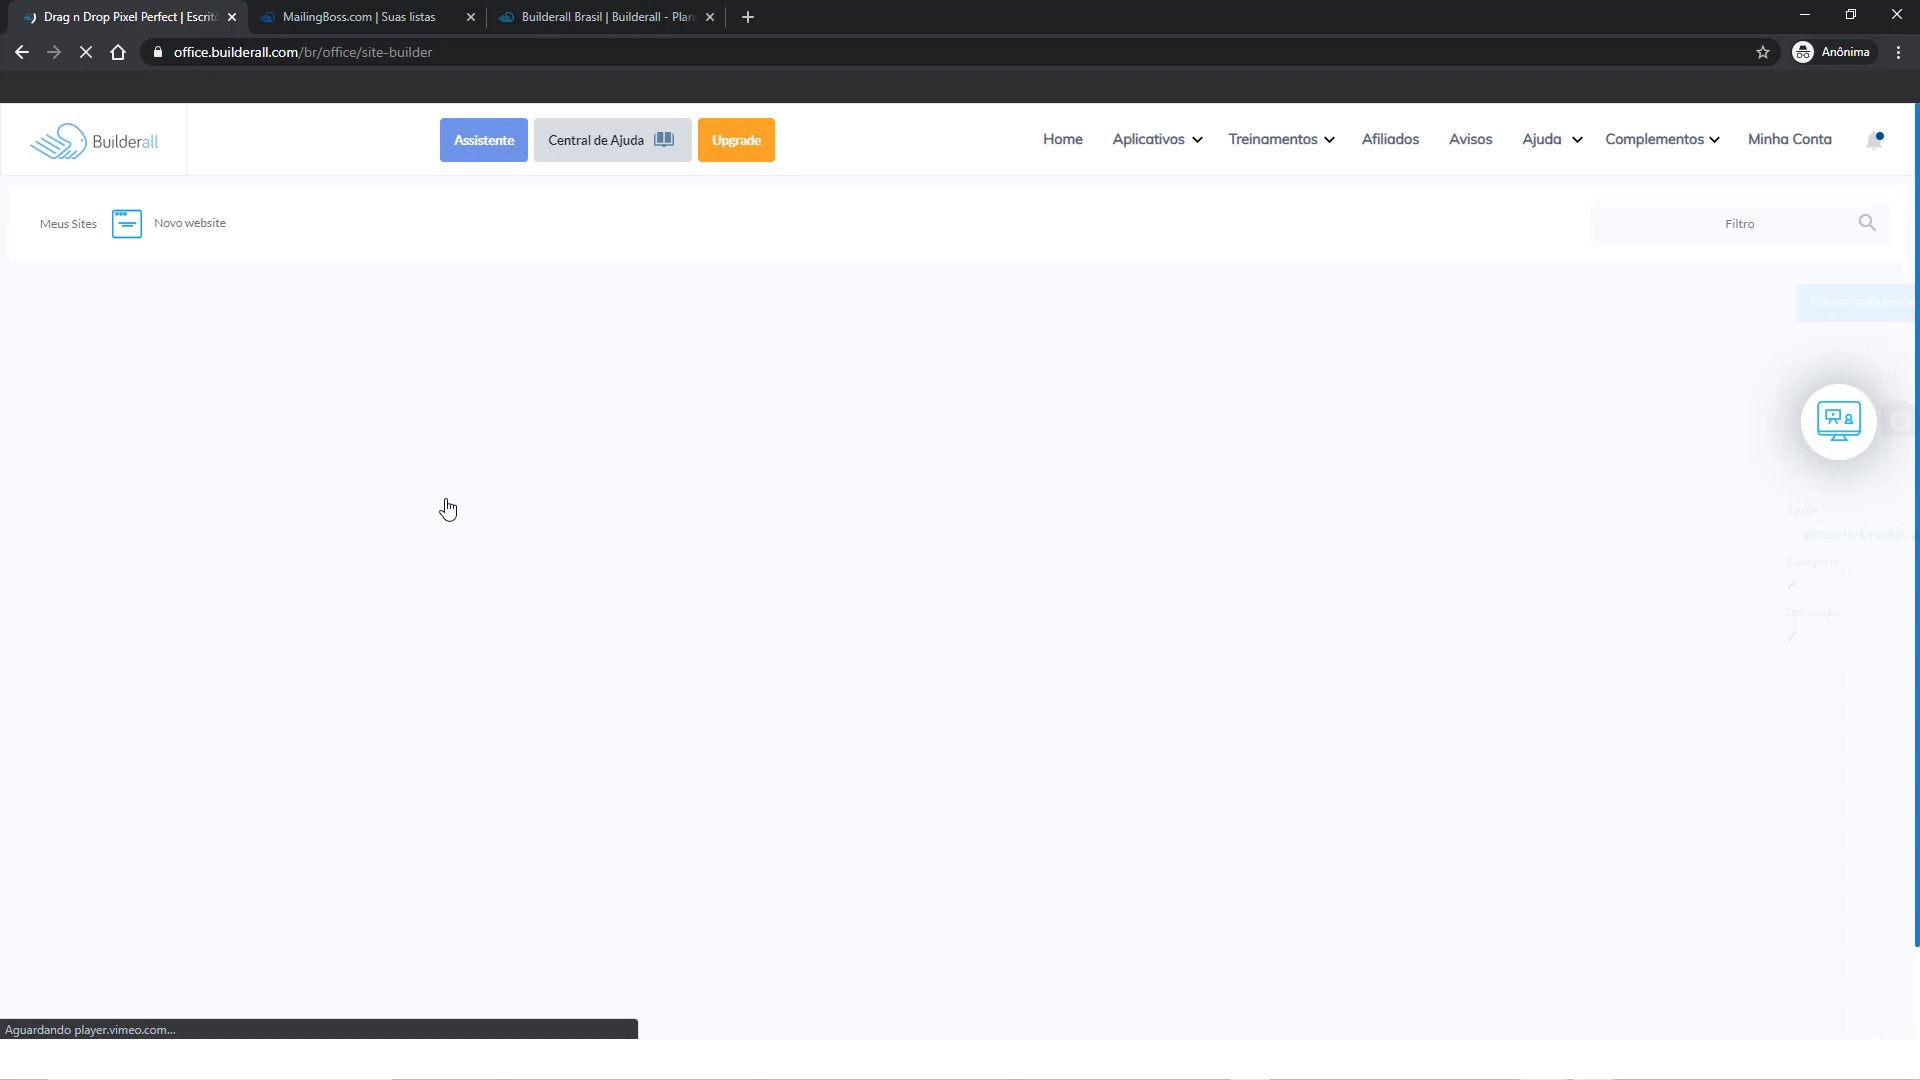 Drag n Drop Pixel Perfect | Escrit
MailingBoss.com | Suas listas
Builderall Brasil | Builderall - Plan
office.builderall.com/br/office/site-builder
Anônima
Builderall
Assistente
Central de Ajuda
Upgrade
Home
Aplicativos
Treinamentos
Afiliados
Avisos
Ajuda
Complementos
Minha Conta
Meus Sites
Novo website
Filtro
Aguardando player.vimeo.com...